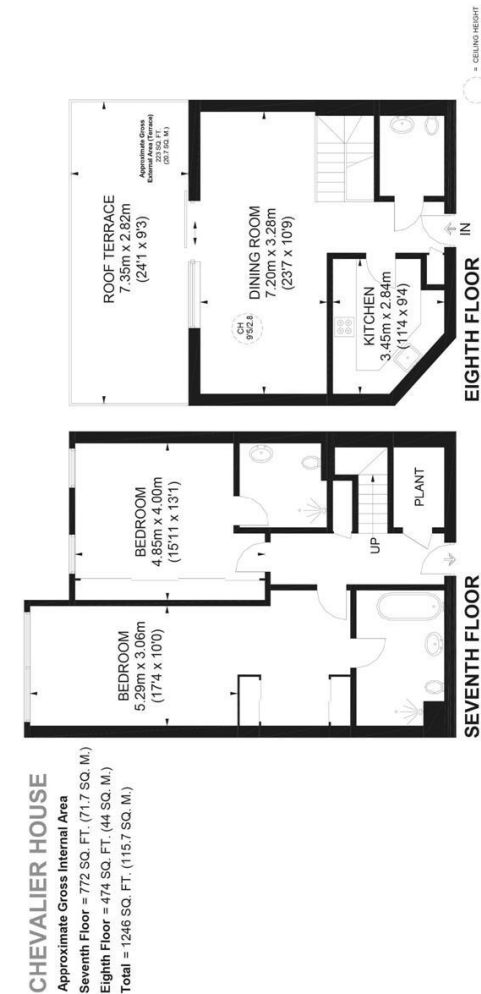 CHEVALIER HOUSE
Approximate Gross Internal Area
Seventh Floor = 772 SQ. FT. (71.7 SQ. M.)
Eighth Floor = 474 SQ. FT. (44 SQ. M.)
Total = 1246 SQ. FT. (115.7 SQ. M.)
BEDROOM
5.29m x 3.06m
(17'4 x 10'0)
BEDROOM
4.85m x 4.00m
(15'11 x 13'1)
UP
PLANT
SEVENTH FLOOR
ROOF TERRACE
7.35m x 2.82m
(24'1 x 9'3)
Approximate Gross
External Area (Terrace)
223 SQ. FT.
(20.7 SQ. M.)
CH
9'5/2.8
DINING ROOM
7.20m x 3.28m
(23'7 x 10'9)
KITCHEN
3.45m x 2.84m
(11'4 x 9'4)
IN
EIGHTH FLOOR
= CEILING HEIGHT